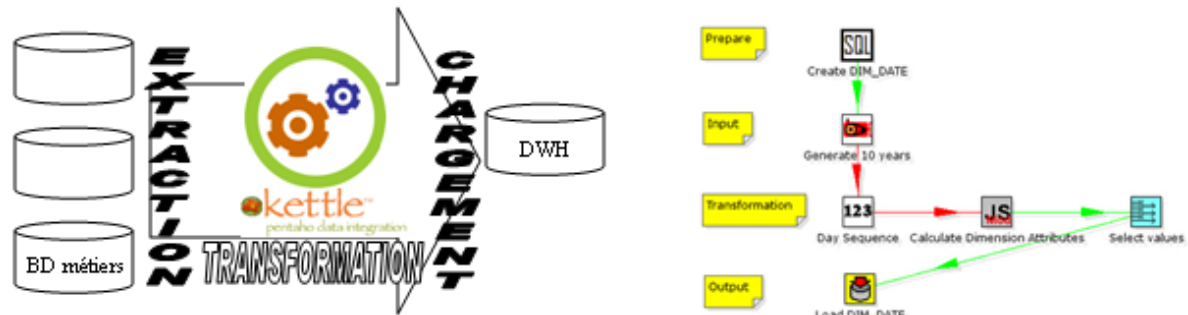 EXTRACTION
kettle™
pentaho data integration
TRANSFORMATION
CHARGEMENT
BD métiers
DWH
Prepare
SQL
Create DIM_DATE
Input
Generate 10 years
Transformation
123
Day Sequence
JS
Calculate Dimension Attributes
Select values
Output
Load DIM_DATE